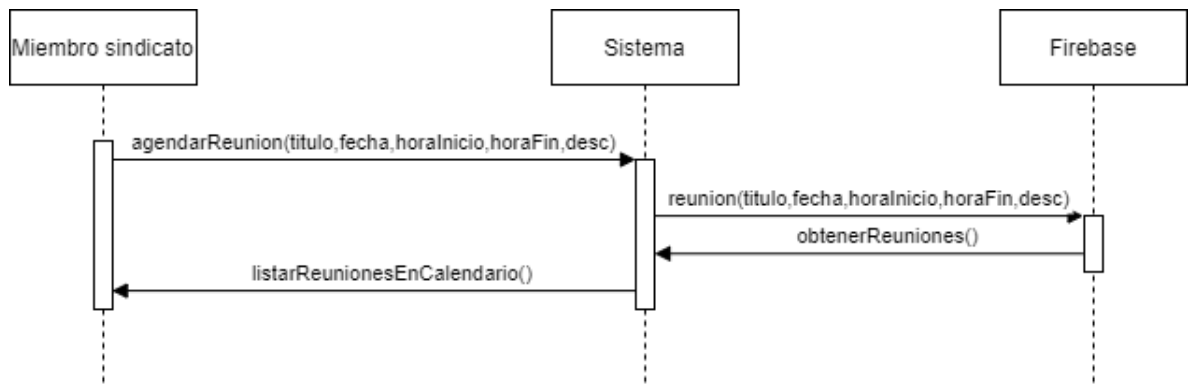 Miembro sindicato
Sistema
Firebase
agendarReunion(titulo,fecha,horaInicio,horaFin,desc)
reunion(titulo,fecha,horaInicio,horaFin,desc)
obtenerReuniones()
listarReunionesEnCalendario()